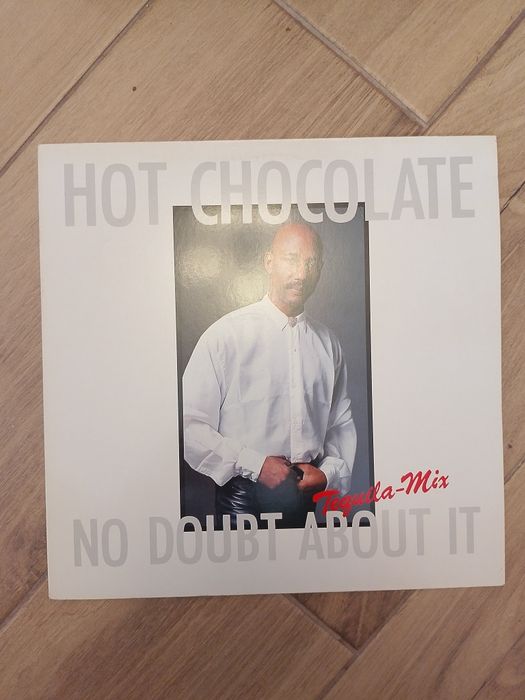 HOT CHOCOLATE
Tequila-Mix
NO DOUBT ABOUT IT